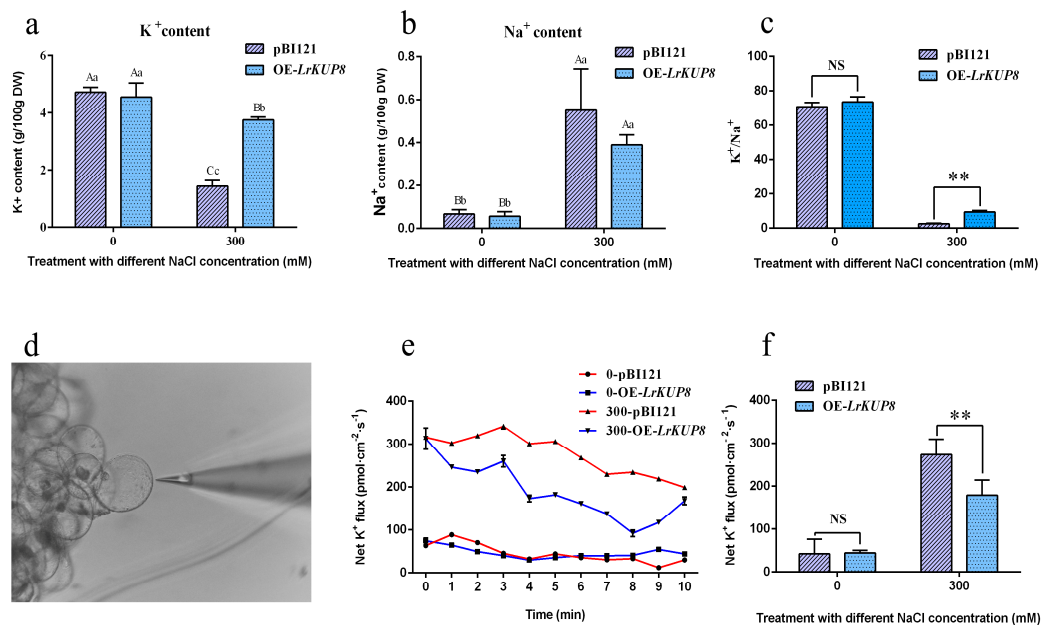 a
K⁺content
pBI121
OE-LrKUP8
K+ content (g/100g DW)
6
4
2
0
Aa
Aa
Cc
Bb
0
300
Treatment with different NaCl concentration (mM)
b
Na⁺content
pBI121
OE-LrKUP8
Na⁺content (g/100g DW)
0.8
0.6
0.4
0.2
0.0
Bb
Bb
Aa
Aa
0
300
Treatment with different NaCl concentration (mM)
c
pBI121
OE-LrKUP8
K⁺/Na⁺
100
80
60
40
20
0
NS
**
0
300
Treatment with different NaCl concentration (mM)
d
e
0-pBI121
0-OE-LrKUP8
300-pBI121
300-OE-LrKUP8
Net K⁺ flux (pmol·cm⁻²·s⁻¹)
400
300
200
100
0
0 1 2 3 4 5 6 7 8 9 10
Time (min)
f
pBI121
OE-LrKUP8
Net K⁺ flux (pmol·cm⁻²·s⁻¹)
400
300
200
100
0
NS
**
0
300
Treatment with different NaCl concentration (mM)